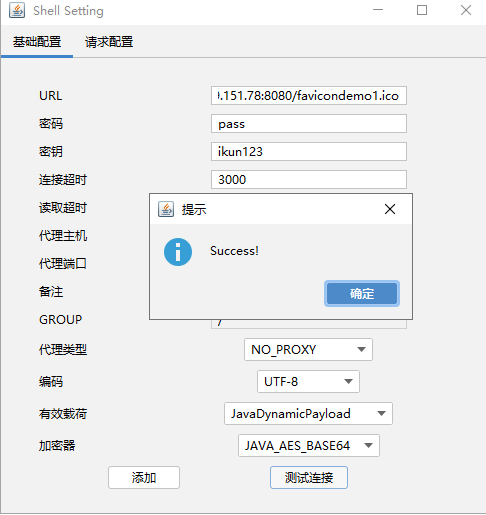 Shell Setting
基础配置 请求配置
URL 9.151.78:8080/favicondemo1.ico
密码 pass
密钥 ikun123
连接超时 3000
读取超时
提示
代理主机
Success!
代理端口
备注 确定
GROUP /
代理类型 NO_PROXY
编码 UTF-8
有效载荷 JavaDynamicPayload
加密器 JAVA_AES_BASE64
添加 测试连接